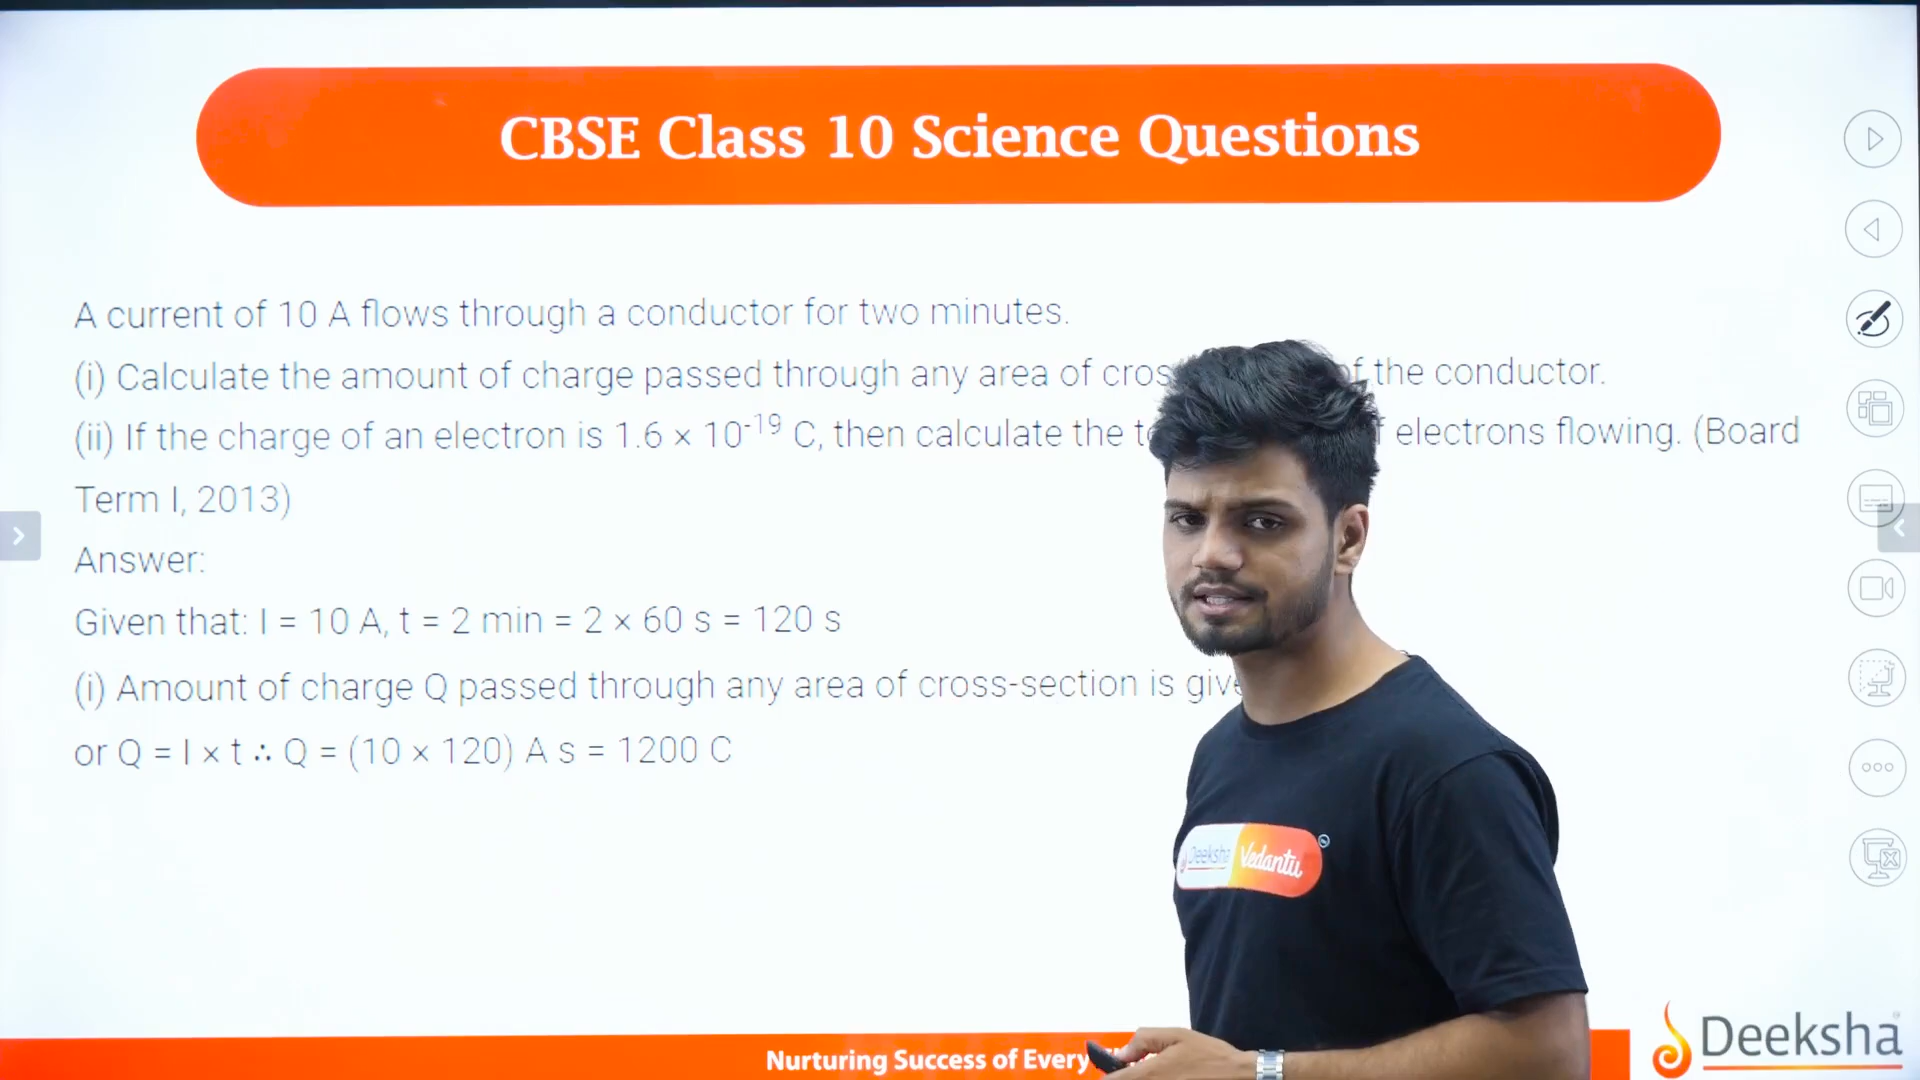 CBSE Class 10 Science Questions
A current of 10 A flows through a conductor for two minutes.
(i) Calculate the amount of charge passed through any area of the conductor.
(ii) If the charge of an electron is 1.6 × 10⁻¹⁹ C, then calculate the electrons flowing. (Board
Term I, 2013)
Answer:
Given that: I = 10 A, t = 2 min = 2 × 60 s = 120 s
(i) Amount of charge Q passed through any area of cross-section is
or Q = I × t ∴ Q = (10 × 120) A s = 1200 C
Deeksha Vedantu
Nurturing Success of Every
Deeksha